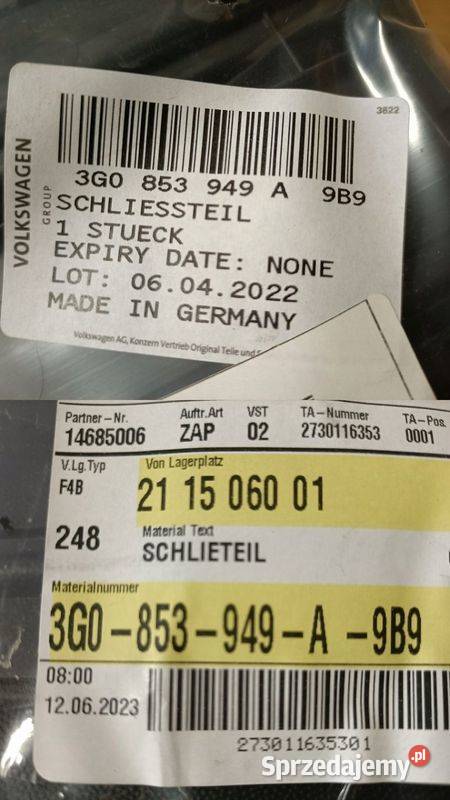 3822
VOLKSWAGEN
GROUP
3G0 853 949 A 9B9
SCHLIESSTEIL
1 STUECK
EXPIRY DATE: NONE
LOT: 06.04.2022
MADE IN GERMANY
Volkswagen AG, Konzern Vertrieb Original Teile und
Partner-Nr. Auftr.Art VST TA-Nummer TA-Pos
14685006 ZAP 02 2730116353 0001
V.Lg.Typ Von Lagerplatz
F4B 21 15 060 01
248 Material Text
SCHLIETEIL
Materialnummer
3G0-853-949-A -9B9
08:00
12.06.2023
273011635301
Sprzedajemy.pl